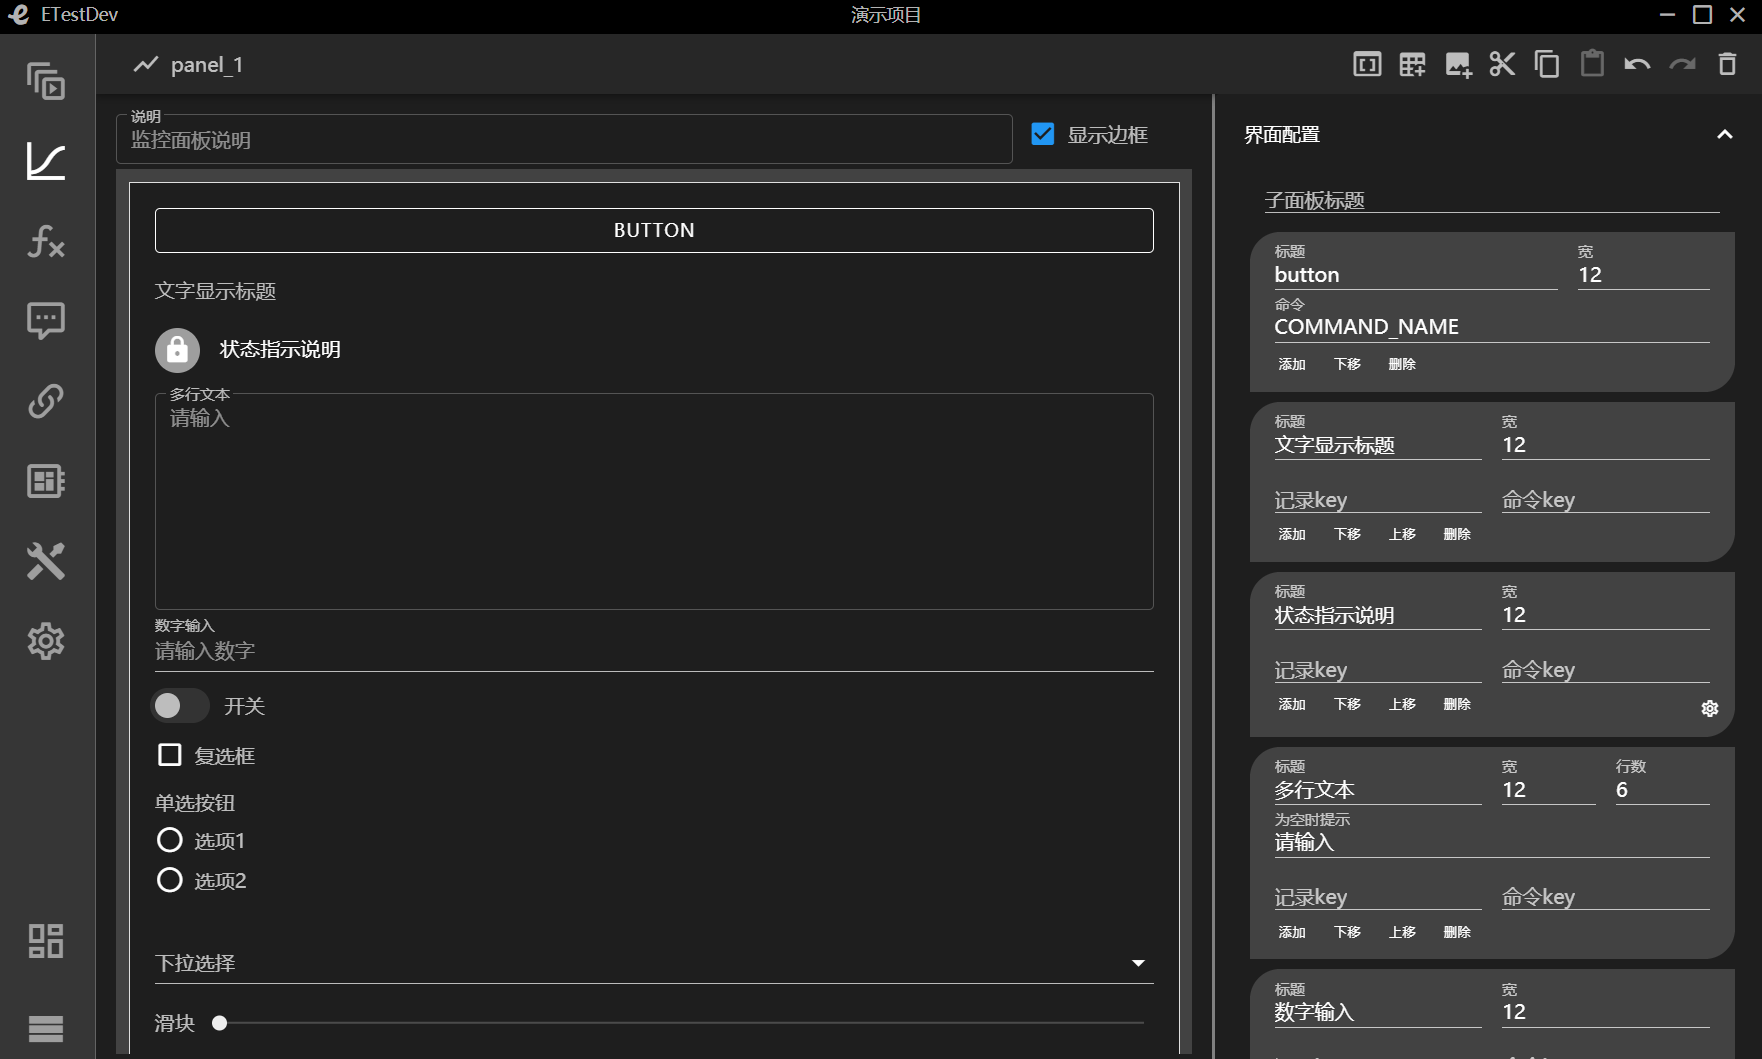 ETestDev
演示项目
panel_1
说明
监控面板说明
显示边框
BUTTON
文字显示标题
状态指示说明
多行文本
请输入
数字输入
请输入数字
开关
复选框
单选按钮
选项1
选项2
下拉选择
滑块
界面配置
子面板标题
标题 宽
button 12
命令
COMMAND_NAME
添加 下移 删除
标题 宽
文字显示标题 12
记录key 命令key
添加 下移 上移 删除
标题 宽
状态指示说明 12
记录key 命令key
添加 下移 上移 删除
标题 宽 行数
多行文本 12 6
为空时提示
请输入
记录key 命令key
添加 下移 上移 删除
标题 宽
数字输入 12